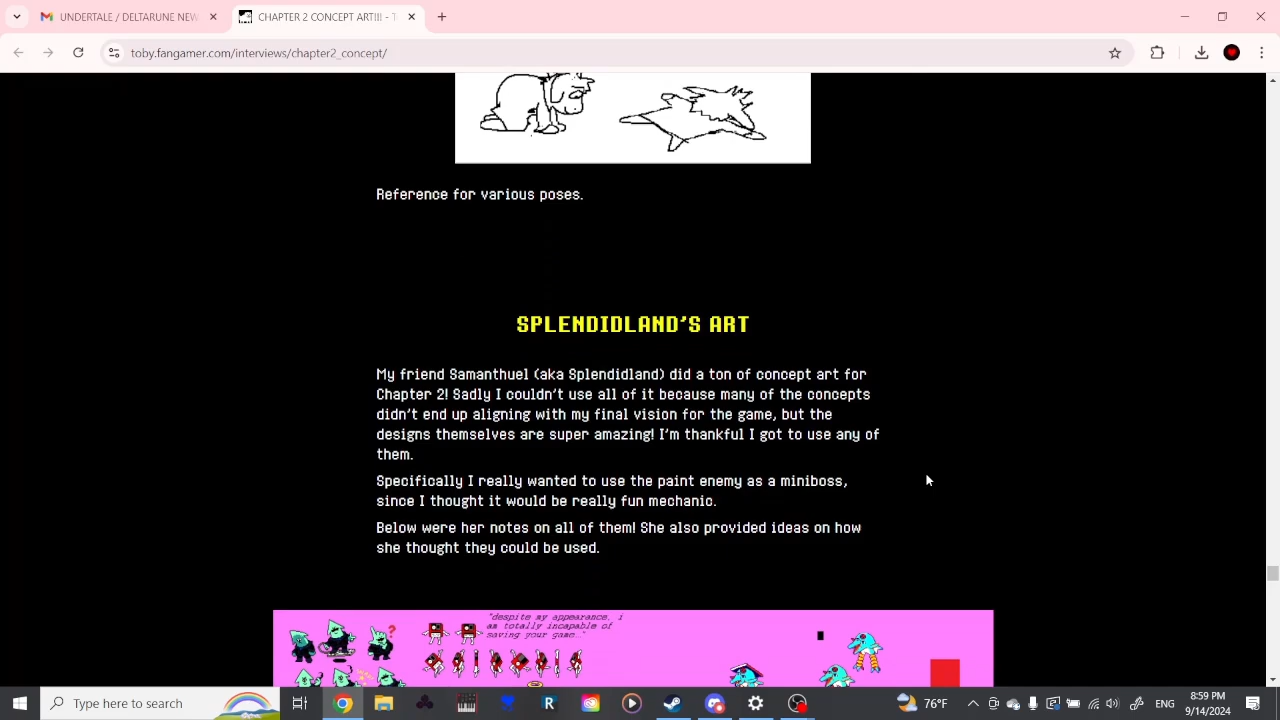 UNDERTALE / DELTARUNE NEW
CHAPTER 2 CONCEPT ART!!! - T
toby.fangamer.com/interviews/chapter2_concept/
Reference for various poses.
SPLENDIDLAND'S ART
My friend Samanthuel (aka Splendidland) did a ton of concept art for
Chapter 2! Sadly I couldn't use all of it because many of the concepts
didn't end up aligning with my final vision for the game, but the
designs themselves are super amazing! I'm thankful I got to use any of
them.
Specifically I really wanted to use the paint enemy as a miniboss,
since I thought it would be really fun mechanic.
Below were her notes on all of them! She also provided ideas on how
she thought they could be used.
"despite my appearance. i
am totally incapable of
saving your game.."
?
Type here to search
R
76°F
ENG
8:59 PM
9/14/2024